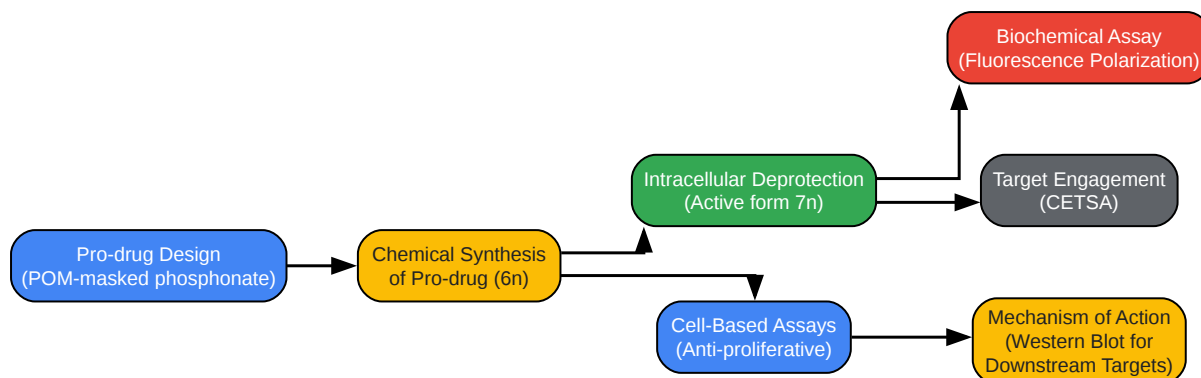 Pro-drug Design
(POM-masked phosphonate)
Chemical Synthesis
of Pro-drug (6n)
Intracellular Deprotection
(Active form 7n)
Biochemical Assay
(Fluorescence Polarization)
Target Engagement
(CETSA)
Cell-Based Assays
(Anti-proliferative)
Mechanism of Action
(Western Blot for
Downstream Targets)